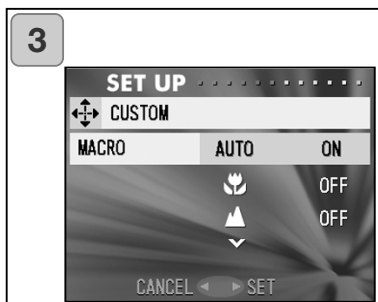 3
SET UP
CUSTOM
MACRO AUTO ON
OFF
OFF
CANCEL SET